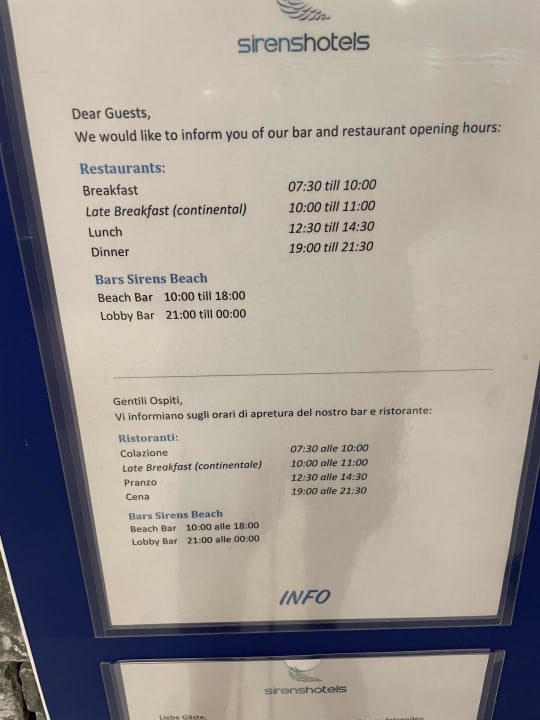 sirenshotels
Dear Guests,
We would like to inform you of our bar and restaurant opening hours:
Restaurants:
Breakfast 07:30 till 10:00
Late Breakfast (continental) 10:00 till 11:00
Lunch 12:30 till 14:30
Dinner 19:00 till 21:30
Bars Sirens Beach
Beach Bar 10:00 till 18:00
Lobby Bar 21:00 till 00:00
Gentili Ospiti,
Vi informiano sugli orari di apretura del nostro bar e ristorante:
Ristoranti:
Colazione 07:30 alle 10:00
Late Breakfast (continentale) 10:00 alle 11:00
Pranzo 12:30 alle 14:30
Cena 19:00 alle 21:30
Bars Sirens Beach
Beach Bar 10:00 alle 18:00
Lobby Bar 21:00 alle 00:00
INFO
sirenshotels
Liebe Gäste,